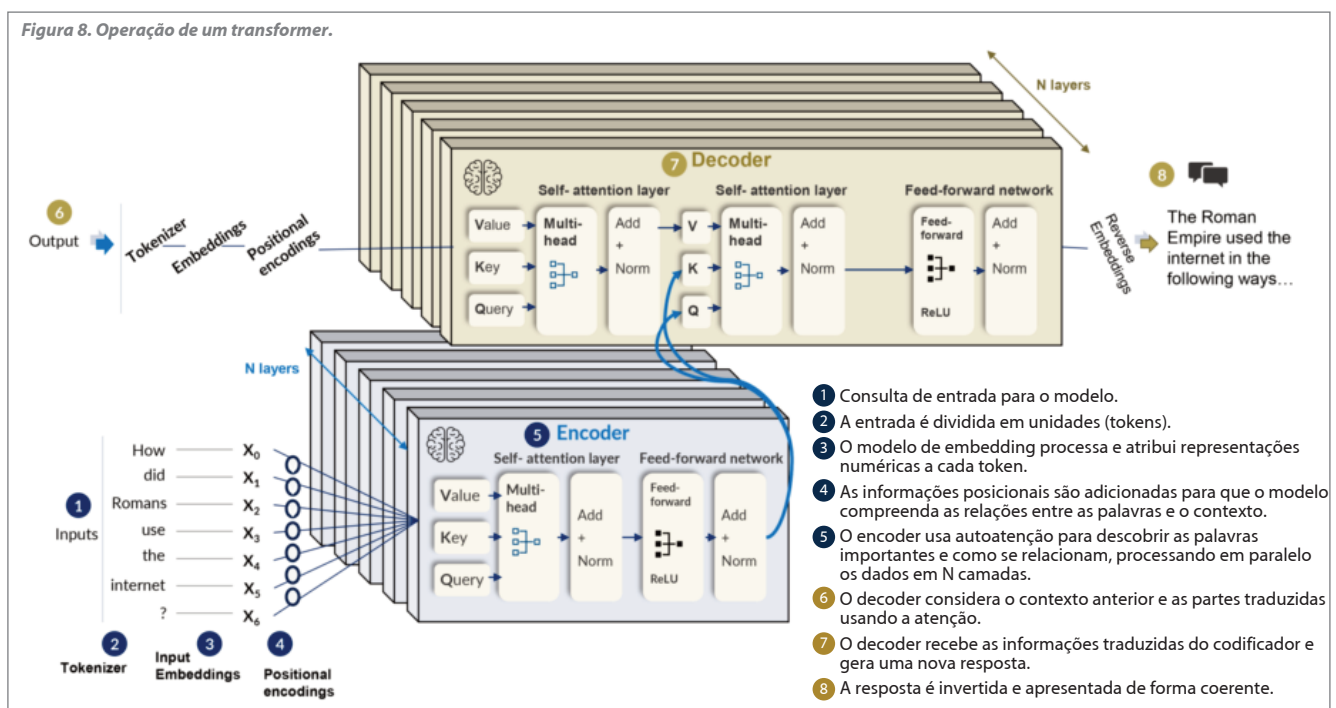 Figura 8. Operação de um transformer.
N layers
7 Decoder
Self- attention layer
Self- attention layer
Feed-forward network
Value
Key
Query
Multi-
head
Add
+
Norm
V
K
Q
Multi-
head
Add
+
Norm
Feed-
forward
ReLU
Add
+
Norm
6
Output
Tokenizer
Embeddings
Positional
encodings
Reverse
Embeddings
8
The Roman
Empire used the
internet in the
following ways…
N layers
5 Encoder
Self- attention layer
Feed-forward network
Value
Key
Query
Multi-
head
Add
+
Norm
Feed-
forward
ReLU
Add
+
Norm
1
Inputs
How X0
did X1
Romans X2
use X3
the X4
internet X5
? X6
2
Tokenizer
3
Input
Embeddings
4
Positional
encodings
1 Consulta de entrada para o modelo.
2 A entrada é dividida em unidades (tokens).
3 O modelo de embedding processa e atribui representações
numéricas a cada token.
4 As informações posicionais são adicionadas para que o modelo
compreenda as relações entre as palavras e o contexto.
5 O encoder usa autoatenção para descobrir as palavras
importantes e como se relacionam, processando em paralelo
os dados em N camadas.
6 O decoder considera o contexto anterior e as partes traduzidas
usando a atenção.
7 O decoder recebe as informações traduzidas do codificador e
gera uma nova resposta.
8 A resposta é invertida e apresentada de forma coerente.